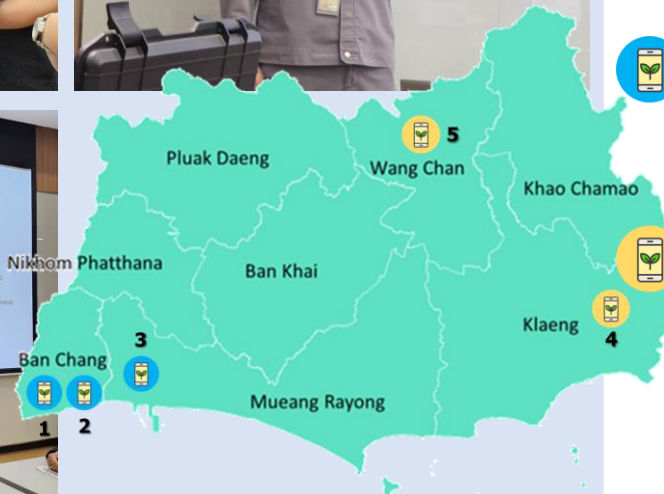 5
Pluak Daeng
Wang Chan
Khao Chamao
Nikhom Phatthana
Ban Khai
Klaeng
4
3
Ban Chang
Mueang Rayong
1
2